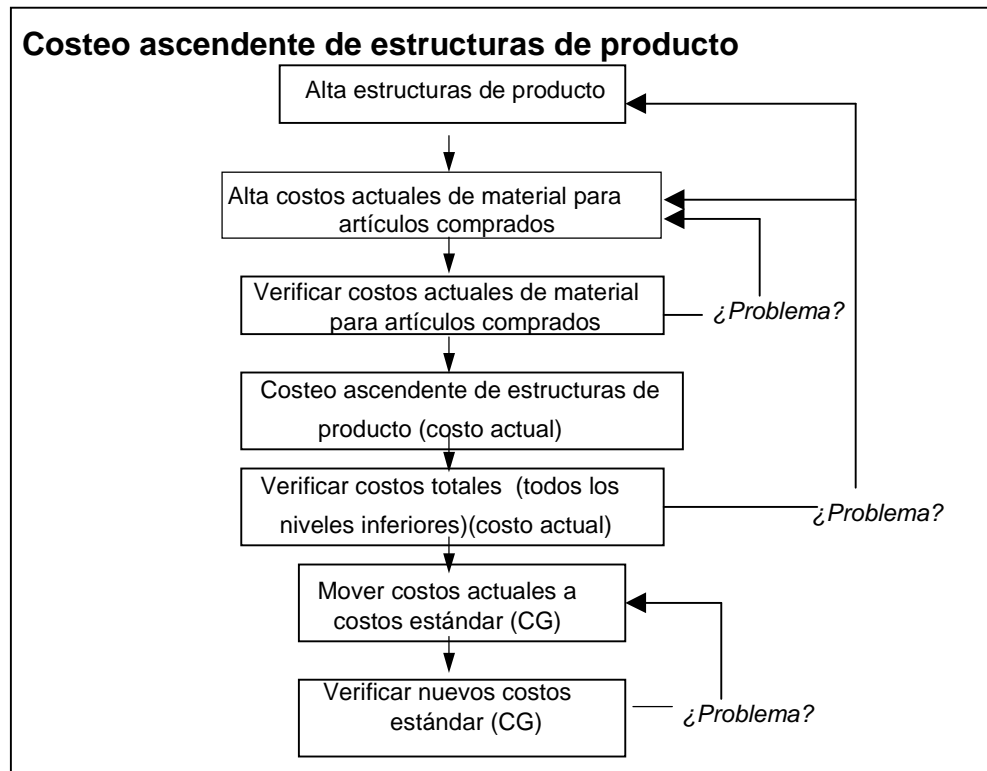 Costeo ascendente de estructuras de producto
Alta estructuras de producto
Alta costos actuales de material para
artículos comprados
Verificar costos actuales de material
para artículos comprados
¿Problema?
Costeo ascendente de estructuras de
producto (costo actual)
Verificar costos totales (todos los
niveles inferiores)(costo actual)
¿Problema?
Mover costos actuales a
costos estándar (CG)
Verificar nuevos costos
estándar (CG)
¿Problema?